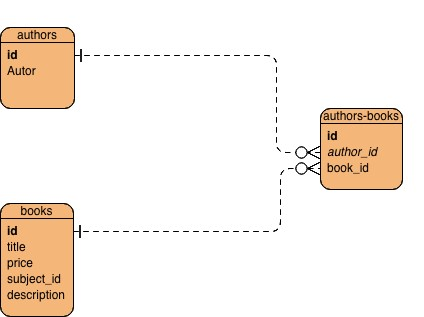 authors
id
Autor
authors-books
id
author_id
book_id
books
id
title
price
subject_id
description